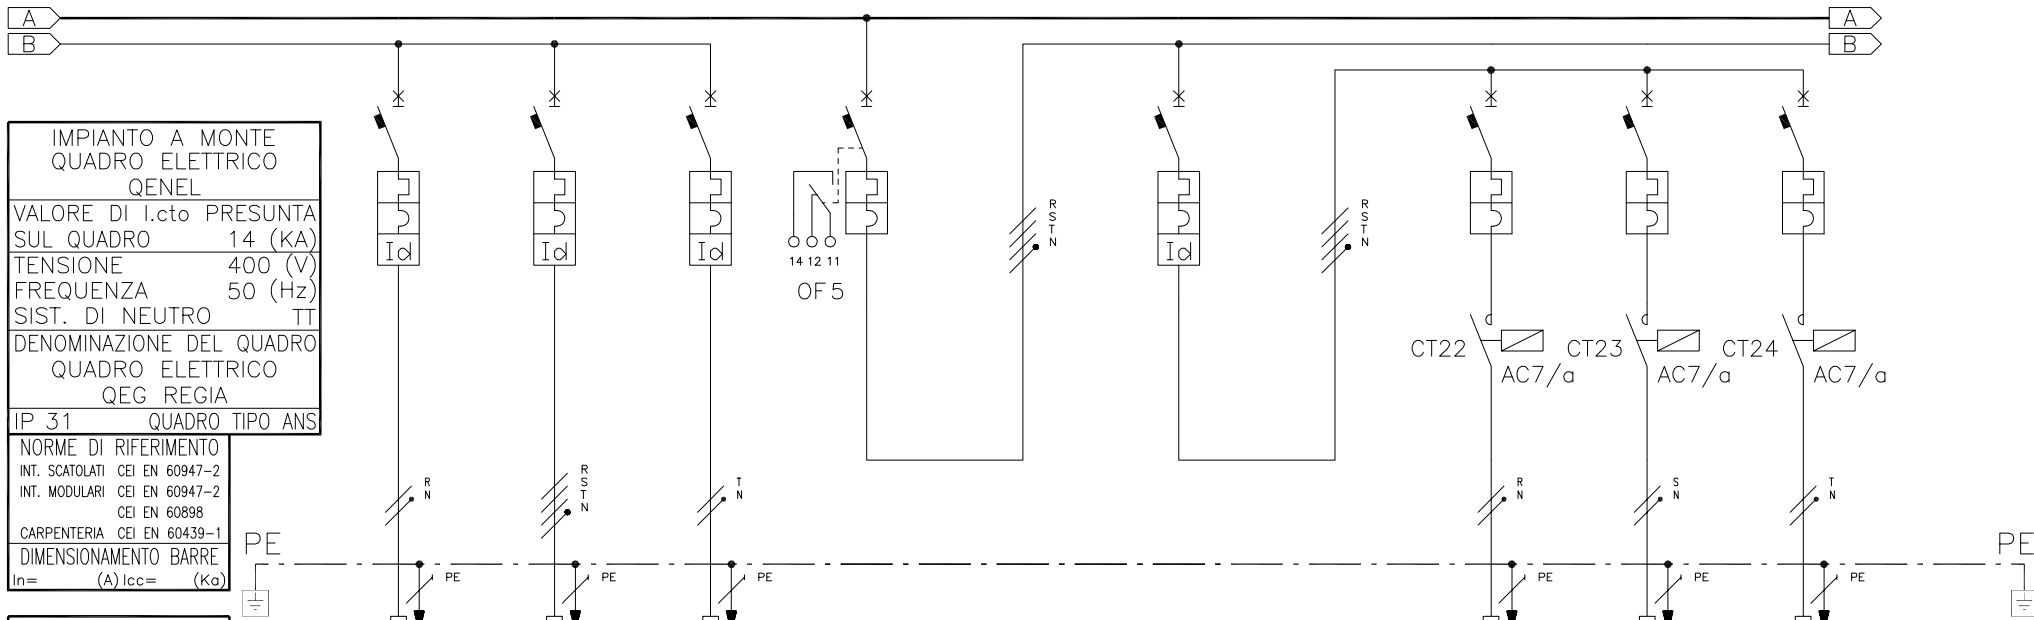 A
A
B
B
IMPIANTO A MONTE
QUADRO ELETTRICO
QENEL
VALORE DI I.cto PRESUNTA
SUL QUADRO 14 (KA)
TENSIONE 400 (V)
FREQUENZA 50 (Hz)
SIST. DI NEUTRO TT
DENOMINAZIONE DEL QUADRO
QUADRO ELETTRICO
QEG REGIA
IP 31 QUADRO TIPO ANS
NORME DI RIFERIMENTO
INT. SCATOLATI CEI EN 60947-2
INT. MODULARI CEI EN 60947-2
CEI EN 60898
CARPENTERIA CEI EN 60439-1
DIMENSIONAMENTO BARRE
In= (A) Icc= (Ka)
Id
Id
Id
14 12 11
OF5
R
S
T
N
Id
R
S
T
N
CT22
AC7/a
CT23
AC7/a
CT24
AC7/a
R
N
R
S
T
N
T
N
R
N
S
N
T
N
PE
PE
PE
PE
PE
PE
PE
PE